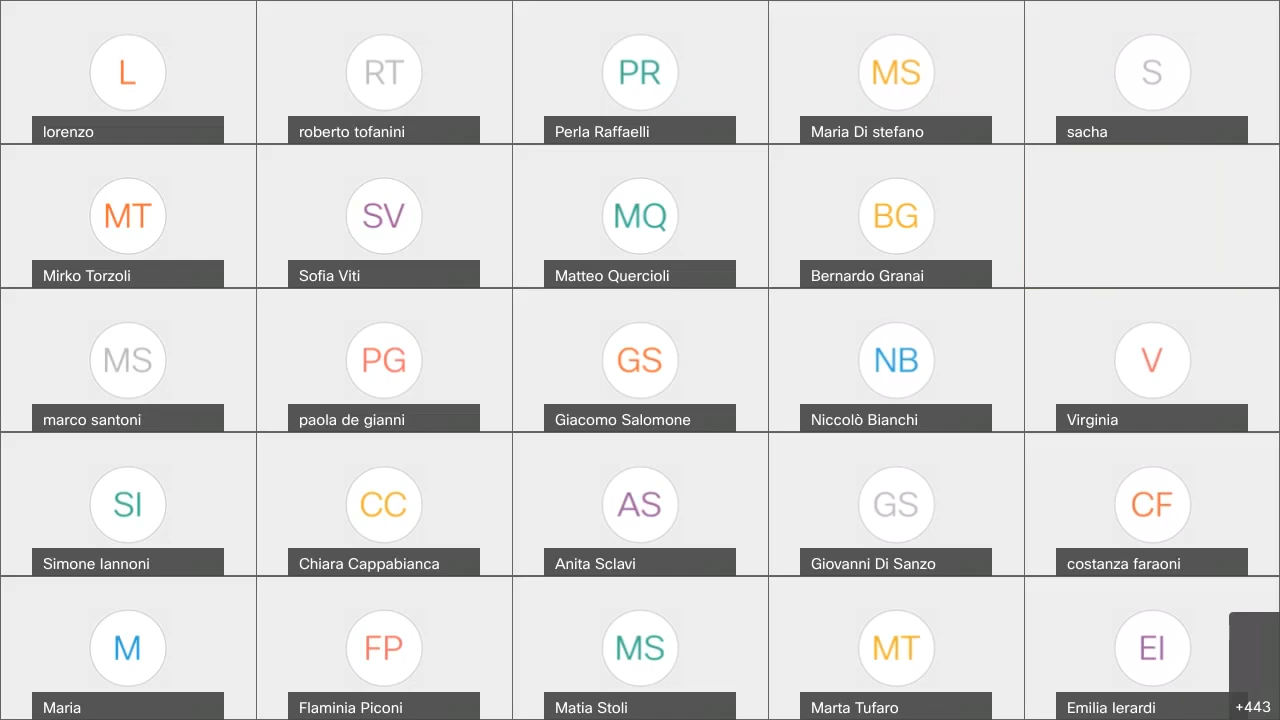 L
RT
PR
MS
S
lorenzo
roberto tofanini
Perla Raffaelli
Maria Di stefano
sacha
MT
SV
MQ
BG
Mirko Torzoli
Sofia Viti
Matteo Quercioli
Bernardo Granai
MS
PG
GS
NB
V
marco santoni
paola de gianni
Giacomo Salomone
Niccolò Bianchi
Virginia
SI
CC
AS
GS
CF
Simone Iannoni
Chiara Cappabianca
Anita Sclavi
Giovanni Di Sanzo
costanza faraoni
M
FP
MS
MT
EI
Maria
Flaminia Piconi
Matia Stoli
Marta Tufaro
Emilia Ierardi
+443